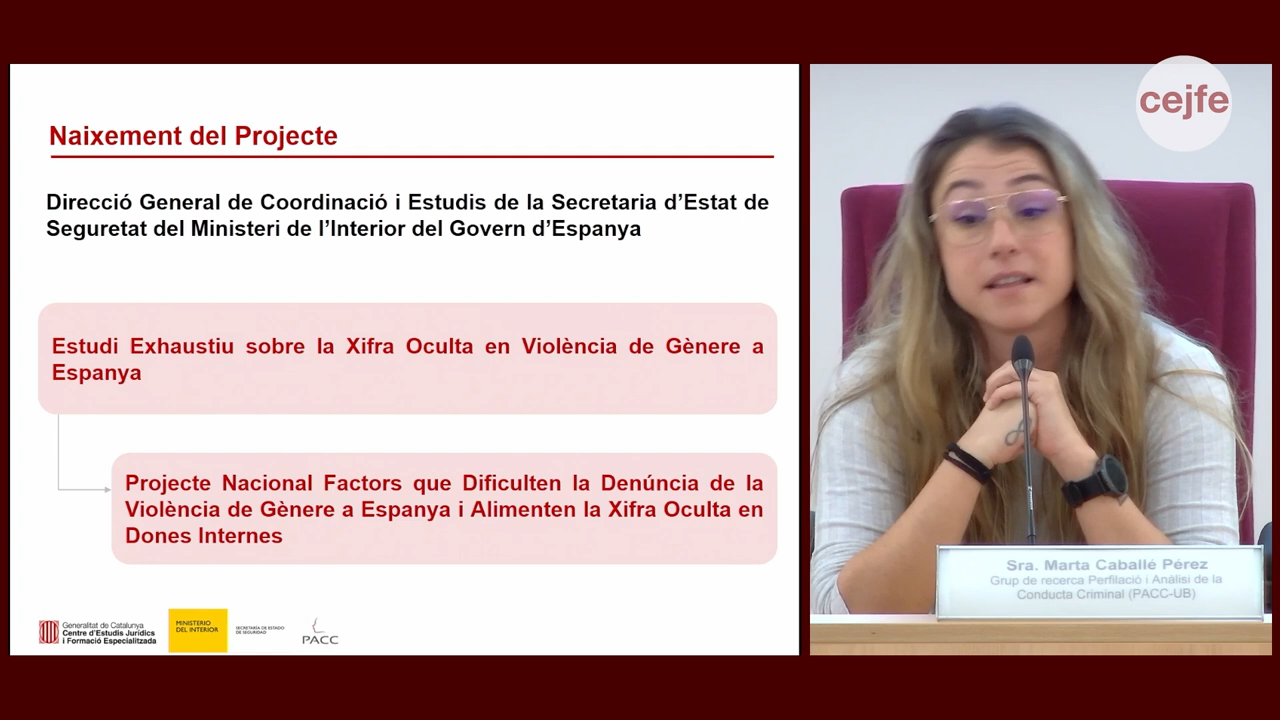 Naixement del Projecte
Direcció General de Coordinació i Estudis de la Secretaria d'Estat de
Seguretat del Ministeri de l'Interior del Govern d'Espanya
Estudi Exhaustiu sobre la Xifra Oculta en Violència de Gènere a
Espanya
Projecte Nacional Factors que Dificulten la Denúncia de la
Violència de Gènere a Espanya i Alimenten la Xifra Oculta en
Dones Internes
Generalitat de Catalunya
Centre d'Estudis Jurídics
i Formació Especialitzada
MINISTERIO
DEL INTERIOR
SECRETARÍA DE ESTADO
DE SEGURIDAD
PACC
cejfe
Sra. Marta Caballé Pérez
Grup de recerca Perfilació i Anàlisi de la
Conducta Criminal (PACC-UB)